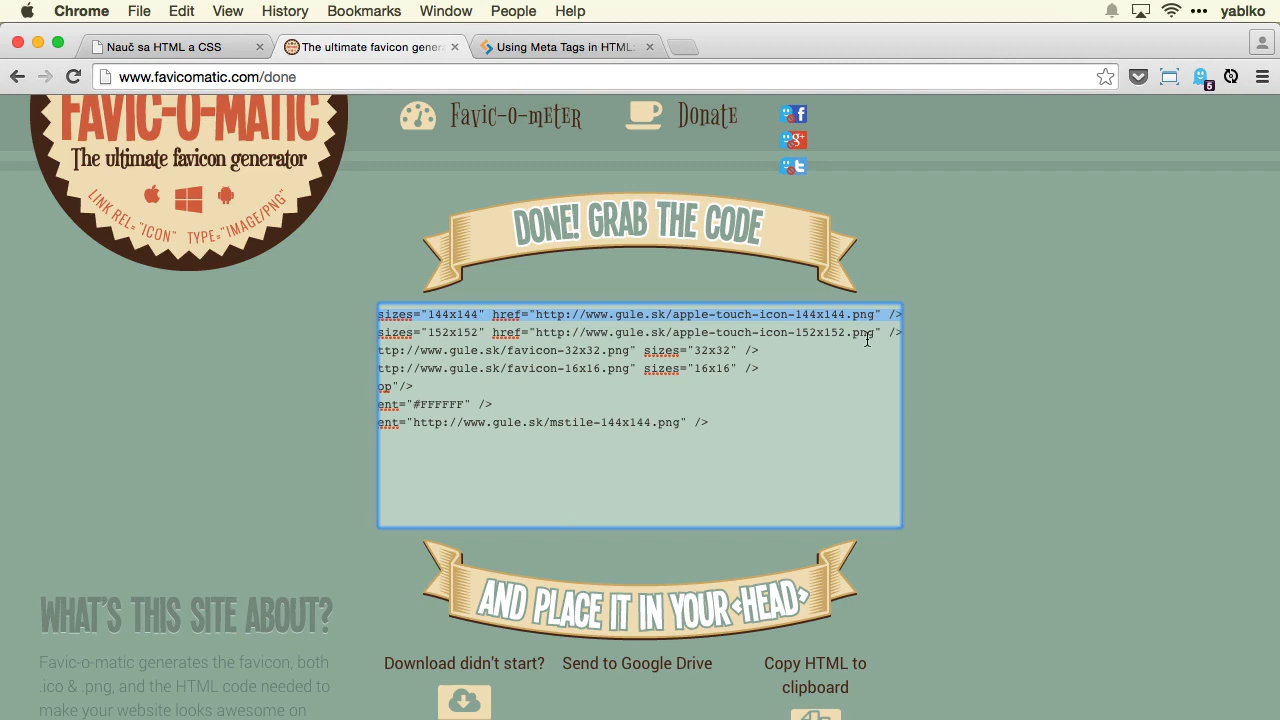 Chrome File Edit View History Bookmarks Window People Help yablko
Nauč sa HTML a CSS
The ultimate favicon gener
Using Meta Tags in HTML:
www.favicomatic.com/done
5
FAVIC-O-MATIC
The ultimate favicon generator
LINK REL="ICON" TYPE="IMAGE/PNG"
Favic-o-meter
Donate
DONE! GRAB THE CODE
sizes="144x144" href="http://www.gule.sk/apple-touch-icon-144x144.png" />
sizes="152x152" href="http://www.gule.sk/apple-touch-icon-152x152.png" />
ttp://www.gule.sk/favicon-32x32.png" sizes="32x32" />
ttp://www.gule.sk/favicon-16x16.png" sizes="16x16" />
op"/>
ent="#FFFFFF" />
ent="http://www.gule.sk/mstile-144x144.png" />
AND PLACE IT IN YOUR <HEAD>
WHAT'S THIS SITE ABOUT?
Favic-o-matic generates the favicon, both
.ico & .png, and the HTML code needed to
make your website looks awesome on
Download didn't start?
Send to Google Drive
Copy HTML to
clipboard